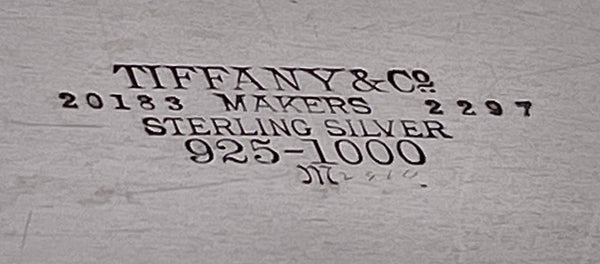 TIFFANY & Cº
20183 MAKERS 2297
STERLING SILVER
925-1000
M